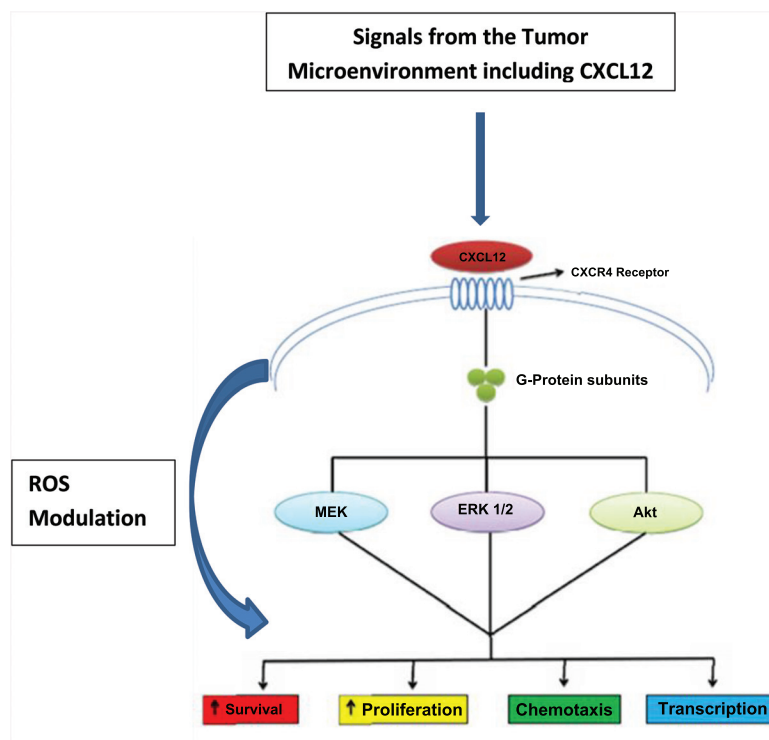 Signals from the Tumor
Microenvironment including CXCL12
CXCL12
CXCR4 Receptor
G-Protein subunits
ROS
Modulation
MEK
ERK 1/2
Akt
↑ Survival
↑ Proliferation
Chemotaxis
Transcription